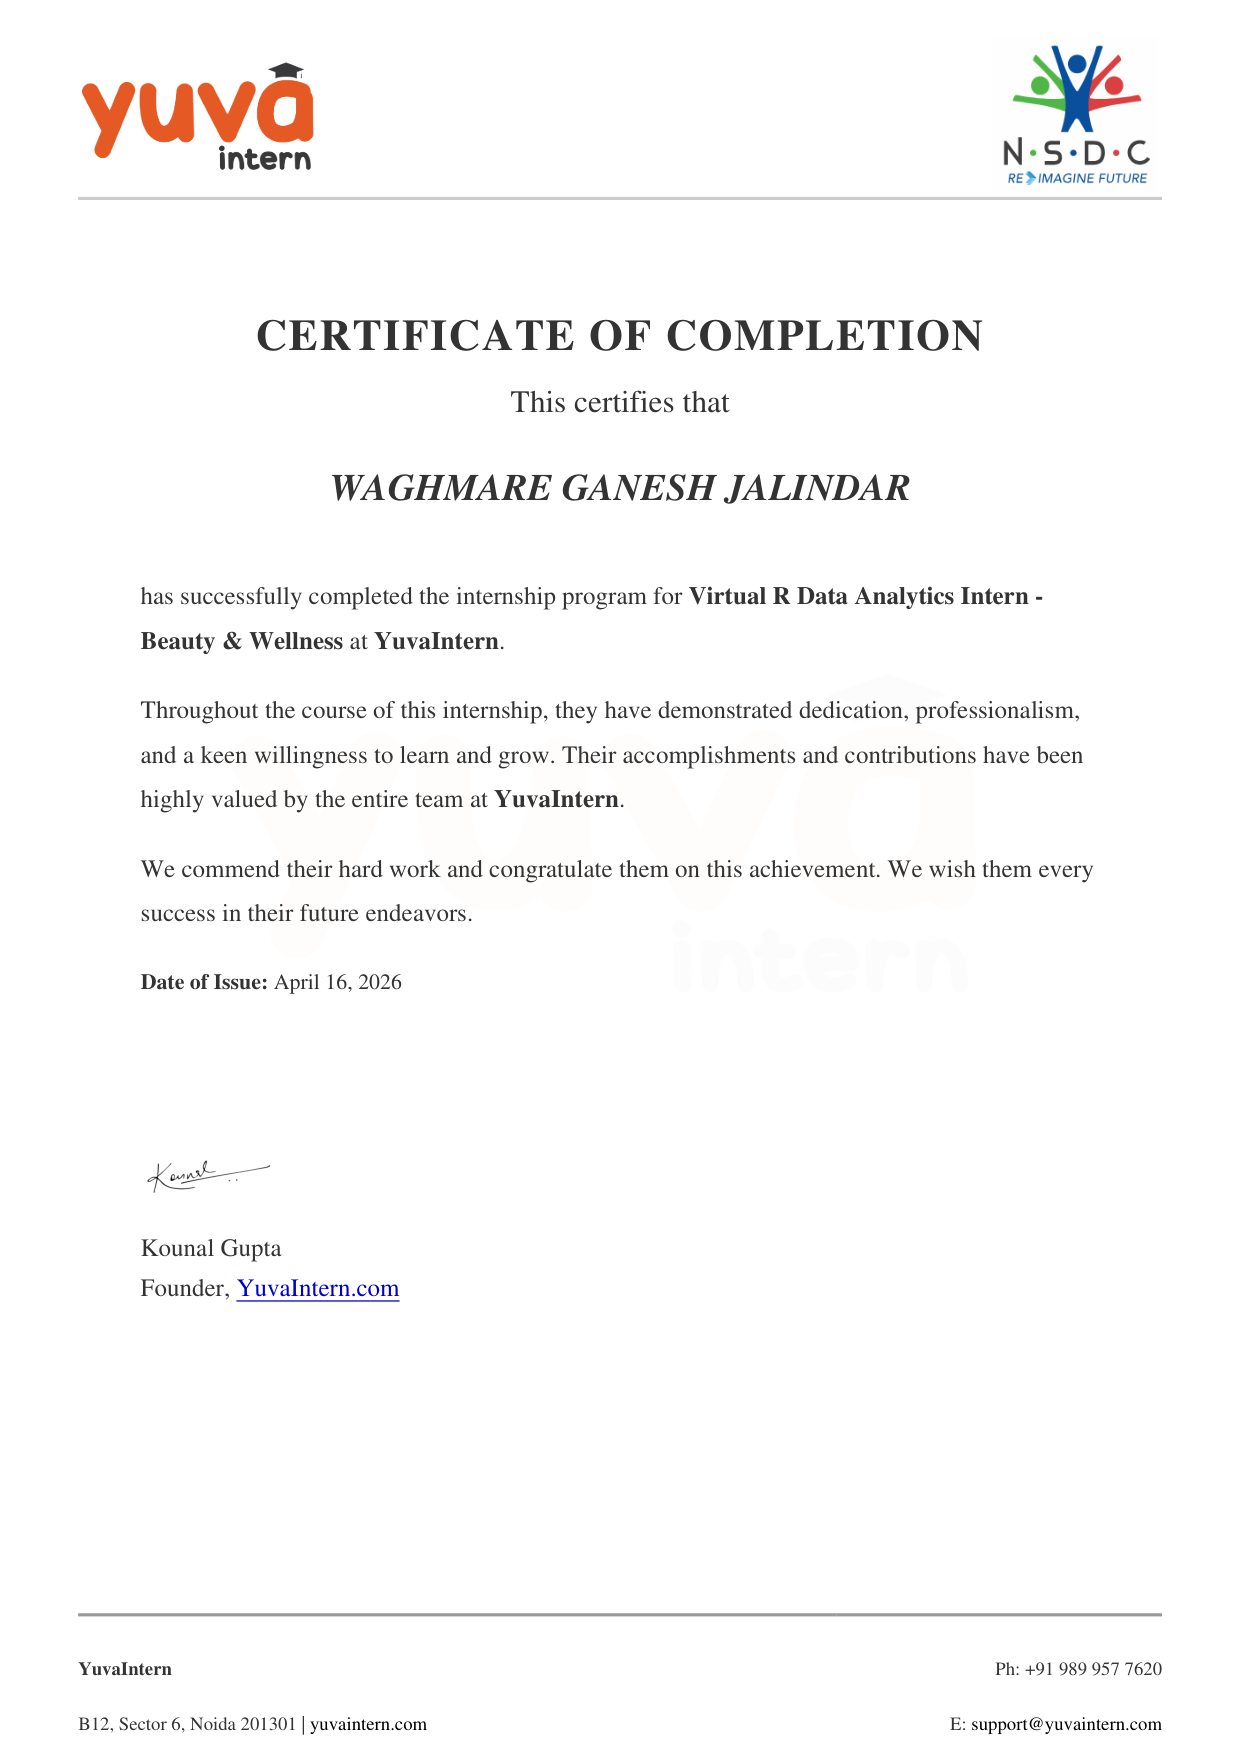 yuva
intern
N·S·D·C
RE IMAGINE FUTURE
CERTIFICATE OF COMPLETION
This certifies that
WAGHMARE GANESH JALINDAR
has successfully completed the internship program for Virtual R Data Analytics Intern -
Beauty & Wellness at YuvaIntern.
Throughout the course of this internship, they have demonstrated dedication, professionalism,
and a keen willingness to learn and grow. Their accomplishments and contributions have been
highly valued by the entire team at YuvaIntern.
We commend their hard work and congratulate them on this achievement. We wish them every
success in their future endeavors.
yuva
intern
Date of Issue: April 16, 2026
Kounal
Kounal Gupta
Founder, YuvaIntern.com
YuvaIntern
Ph: +91 989 957 7620
B12, Sector 6, Noida 201301 | yuvaintern.com
E: support@yuvaintern.com